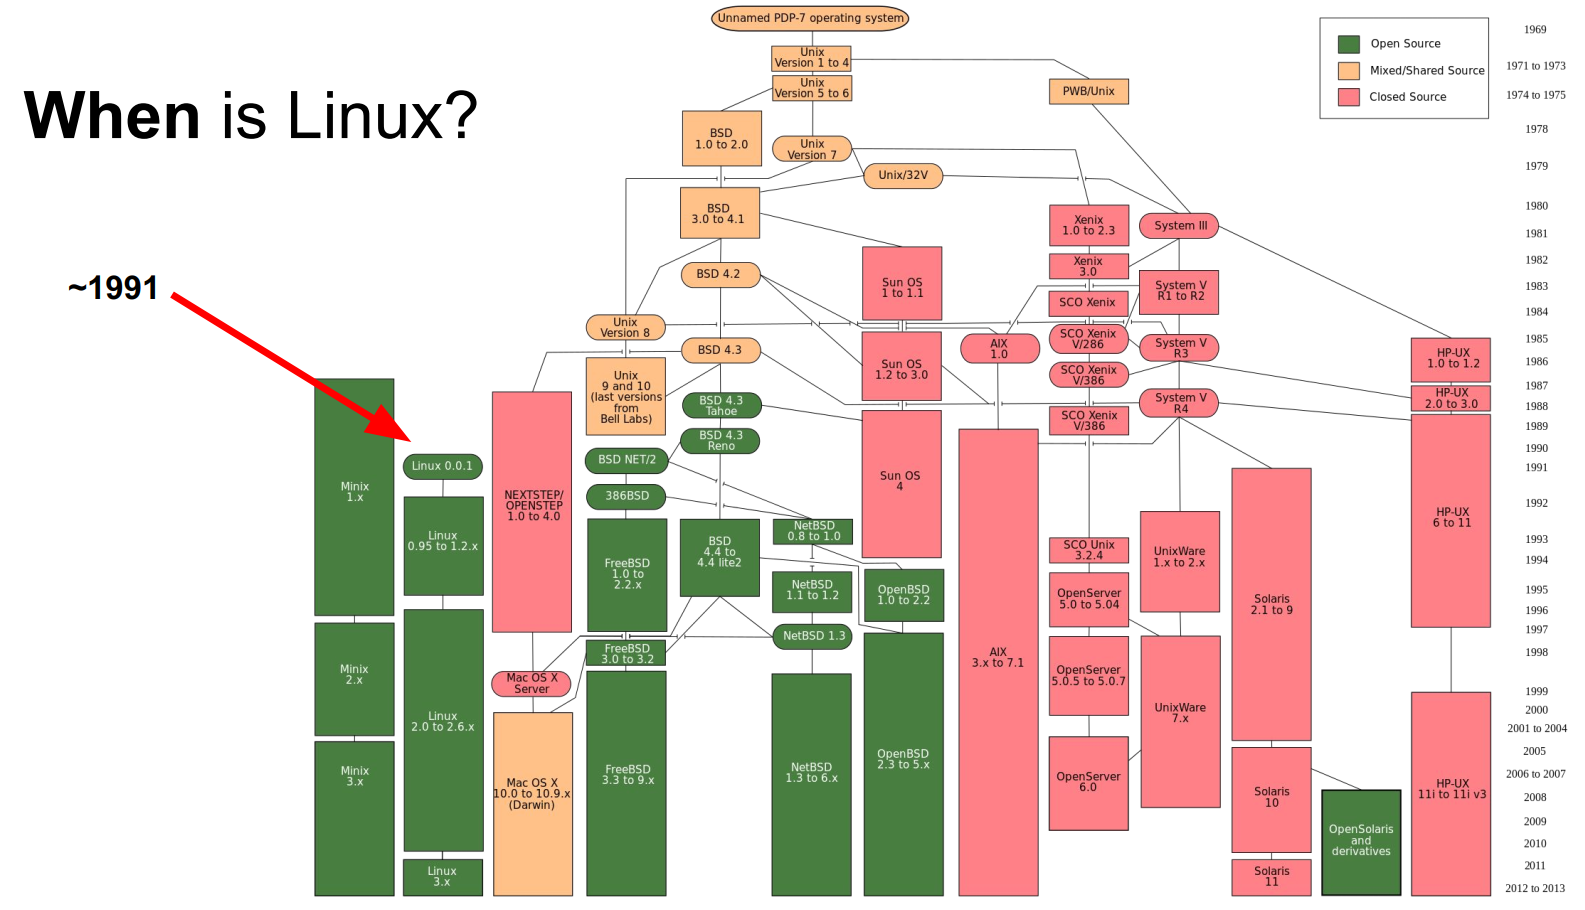 When is Linux?
~1991
Unnamed PDP-7 operating system
Unix
Version 1 to 4
Unix
Version 5 to 6
PWB/Unix
BSD
1.0 to 2.0
Unix
Version 7
Unix/32V
BSD
3.0 to 4.1
Xenix
1.0 to 2.3
System III
Sun OS
1 to 1.1
Xenix
3.0
BSD 4.2
System V
R1 to R2
SCO Xenix
Unix
Version 8
SCO Xenix
V/286
AIX
1.0
System V
R3
BSD 4.3
Sun OS
1.2 to 3.0
HP-UX
1.0 to 1.2
Unix
9 and 10
(last versions
from
Bell Labs)
SCO Xenix
V/386
HP-UX
2.0 to 3.0
BSD 4.3
Tahoe
System V
R4
SCO Xenix
V/386
BSD 4.3
Reno
BSD NET/2
Linux 0.0.1
Minix
1.x
NEXTSTEP/
OPENSTEP
1.0 to 4.0
386BSD
Sun OS
4
HP-UX
6 to 11
Linux
0.95 to 1.2.x
NetBSD
0.8 to 1.0
BSD
4.4 to
4.4 lite2
SCO Unix
3.2.4
UnixWare
1.x to 2.x
FreeBSD
1.0 to
2.2.x
NetBSD
1.1 to 1.2
OpenBSD
1.0 to 2.2
OpenServer
5.0 to 5.04
Solaris
2.1 to 9
NetBSD 1.3
FreeBSD
3.0 to 3.2
AIX
3.x to 7.1
OpenServer
5.0.5 to 5.0.7
Minix
2.x
Mac OS X
Server
Linux
2.0 to 2.6.x
UnixWare
7.x
Minix
3.x
Mac OS X
10.0 to 10.9.x
(Darwin)
FreeBSD
3.3 to 9.x
NetBSD
1.3 to 6.x
OpenBSD
2.3 to 5.x
OpenServer
6.0
Solaris
10
HP-UX
11i to 11i v3
OpenSolaris
and
derivatives
Linux
3.x
Solaris
11
Open Source
Mixed/Shared Source
Closed Source
1969
1971 to 1973
1974 to 1975
1978
1979
1980
1981
1982
1983
1984
1985
1986
1987
1988
1989
1990
1991
1992
1993
1994
1995
1996
1997
1998
1999
2000
2001 to 2004
2005
2006 to 2007
2008
2009
2010
2011
2012 to 2013